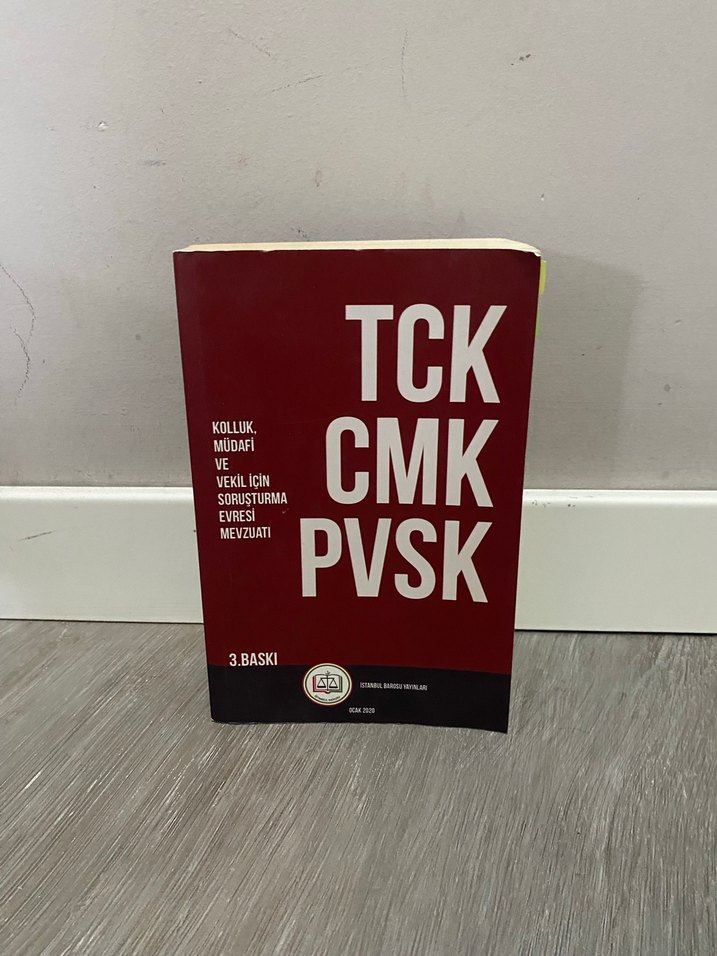 TCK
CMK
PVSK
KOLLUK,
MÜDAFİ
VE
VEKİL İÇİN
SORUŞTURMA
EVRESİ
MEVZUATI
3.BASKI
İSTANBUL BAROSU YAYINLARI
OCAK 2020